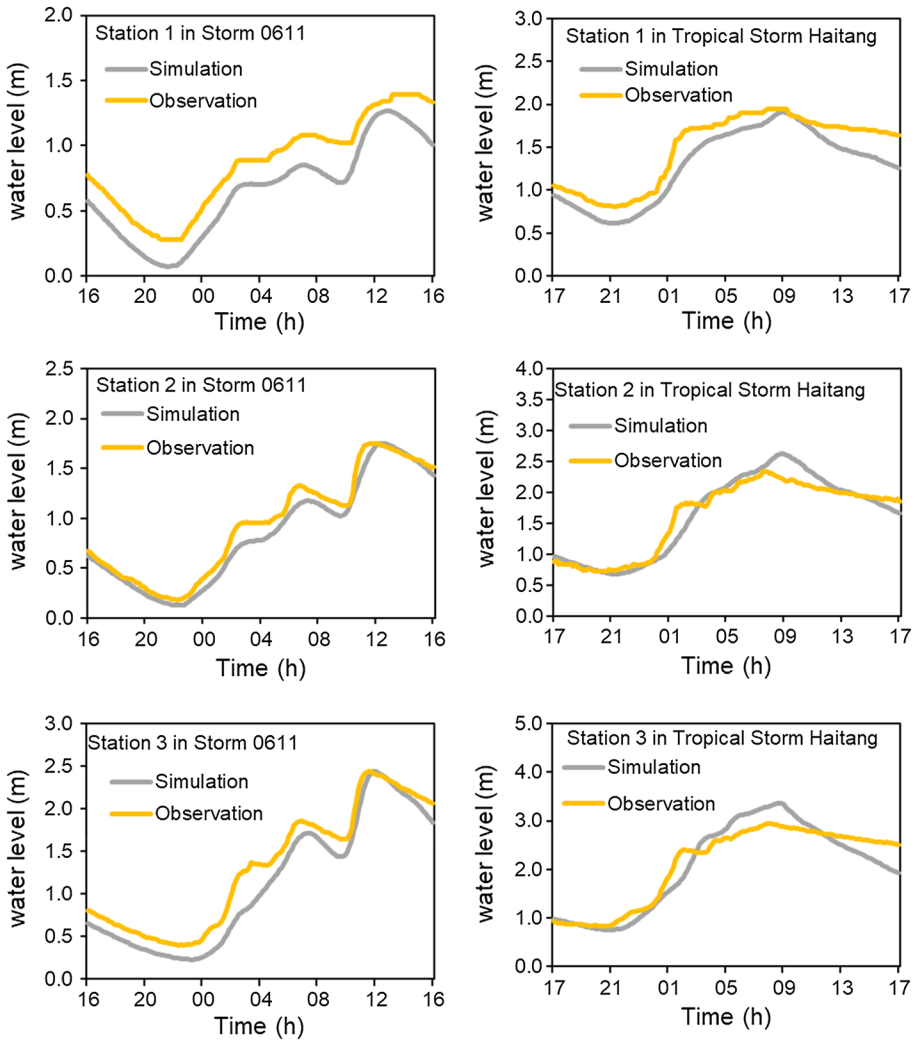 Station 1 in Storm 0611
Simulation
Observation
water level (m)
2.0
1.5
1.0
0.5
0.0
16 20 00 04 08 12 16
Time (h)
Station 1 in Tropical Storm Haitang
Simulation
Observation
water level (m)
3.0
2.5
2.0
1.5
1.0
0.5
0.0
17 21 01 05 09 13 17
Time (h)
Station 2 in Storm 0611
Simulation
Observation
water level (m)
2.5
2.0
1.5
1.0
0.5
0.0
16 20 00 04 08 12 16
Time (h)
Station 2 in Tropical Storm Haitang
Simulation
Observation
water level (m)
4.0
3.5
3.0
2.5
2.0
1.5
1.0
0.5
0.0
17 21 01 05 09 13 17
Time (h)
Station 3 in Storm 0611
Simulation
Observation
water level (m)
3.0
2.5
2.0
1.5
1.0
0.5
0.0
16 20 00 04 08 12 16
Time (h)
Station 3 in Tropical Storm Haitang
Simulation
Observation
water level (m)
5.0
4.0
3.0
2.0
1.0
0.0
17 21 01 05 09 13 17
Time (h)